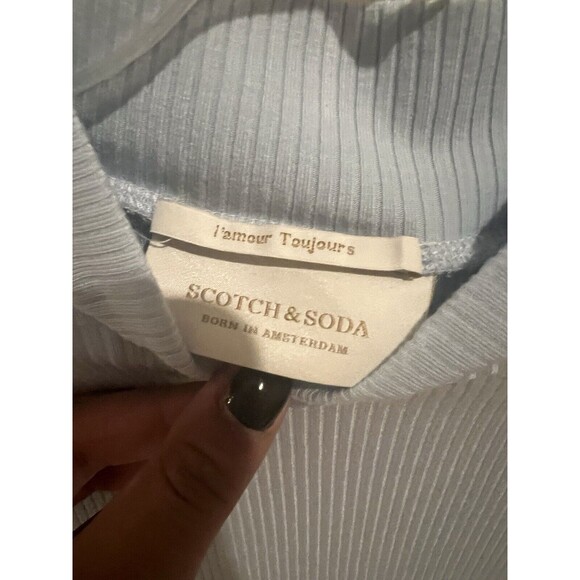 l'amour Toujours
SCOTCH & SODA
BORN IN AMSTERDAM